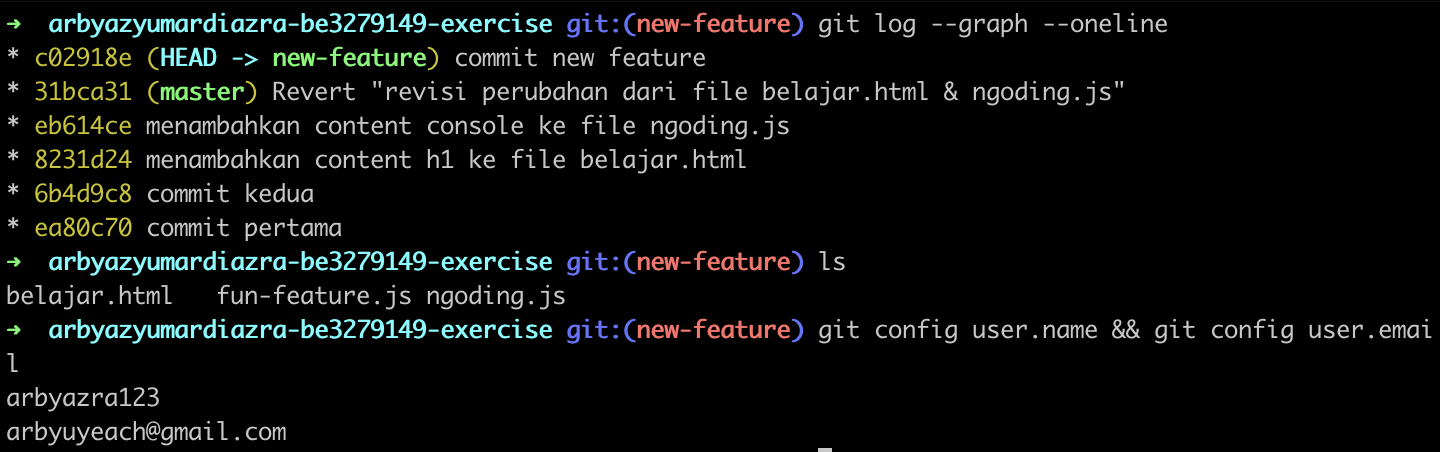 ➜  arbyazyumardiazra-be3279149-exercise git:(new-feature) git log --graph --oneline
* c02918e (HEAD -> new-feature) commit new feature
* 31bca31 (master) Revert "revisi perubahan dari file belajar.html & ngoding.js"
* eb614ce menambahkan content console ke file ngoding.js
* 8231d24 menambahkan content h1 ke file belajar.html
* 6b4d9c8 commit kedua
* ea80c70 commit pertama
➜  arbyazyumardiazra-be3279149-exercise git:(new-feature) ls
belajar.html   fun-feature.js ngoding.js
➜  arbyazyumardiazra-be3279149-exercise git:(new-feature) git config user.name && git config user.emai
l
arbyazra123
arbyuyeach@gmail.com